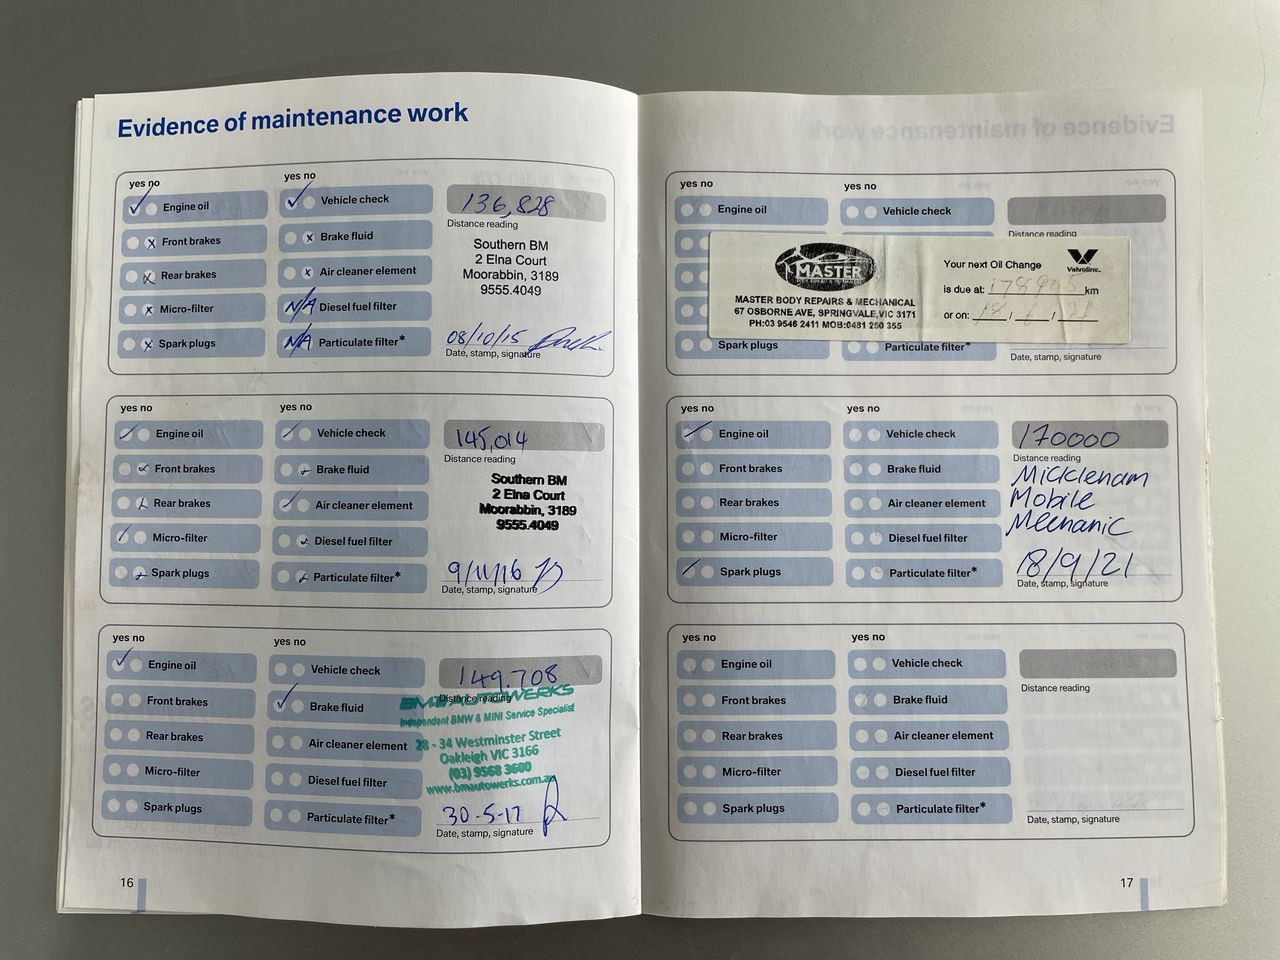 Evidence of maintenance work
yes no
yes no
Engine oil
Vehicle check
136,828
Distance reading
Front brakes
Brake fluid
Southern BM
2 Elna Court
Moorabbin, 3189
9555.4049
Rear brakes
Air cleaner element
Micro-filter
N/A Diesel fuel filter
Spark plugs
N/A Particulate filter*
08/10/15
Date, stamp, signature
yes no
yes no
Engine oil
Vehicle check
145,014
Distance reading
Front brakes
Brake fluid
Southern BM
2 Elna Court
Moorabbin, 3189
9555.4049
Rear brakes
Air cleaner element
Micro-filter
Diesel fuel filter
Spark plugs
Particulate filter*
9/11/16
Date, stamp, signature
yes no
yes no
Engine oil
Vehicle check
149.708
Distance reading
Front brakes
Brake fluid
BM AUTOWERKS
Independent BMW & MINI Service Specialist
28 - 34 Westminster Street
Oakleigh VIC 3166
(03) 9568 3600
www.bmautowerks.com.au
Rear brakes
Air cleaner element
Micro-filter
Diesel fuel filter
Spark plugs
Particulate filter*
30-5-17
Date, stamp, signature
16
yes no
yes no
Engine oil
Vehicle check
Distance reading
MASTER
MASTER BODY REPAIRS & MECHANICAL
67 OSBORNE AVE, SPRINGVALE, VIC 3171
PH:03 9546 2411 MOB:0481 250 355
Your next Oil Change
Valvoline.
is due at: km
or on:
Spark plugs
Particulate filter*
Date, stamp, signature
yes no
yes no
Engine oil
Vehicle check
170000
Distance reading
Front brakes
Brake fluid
Micklenam
Mobile
Mechanic
Rear brakes
Air cleaner element
Micro-filter
Diesel fuel filter
Spark plugs
Particulate filter*
18/9/21
Date, stamp, signature
yes no
yes no
Engine oil
Vehicle check
Distance reading
Front brakes
Brake fluid
Rear brakes
Air cleaner element
Micro-filter
Diesel fuel filter
Spark plugs
Particulate filter*
Date, stamp, signature
17